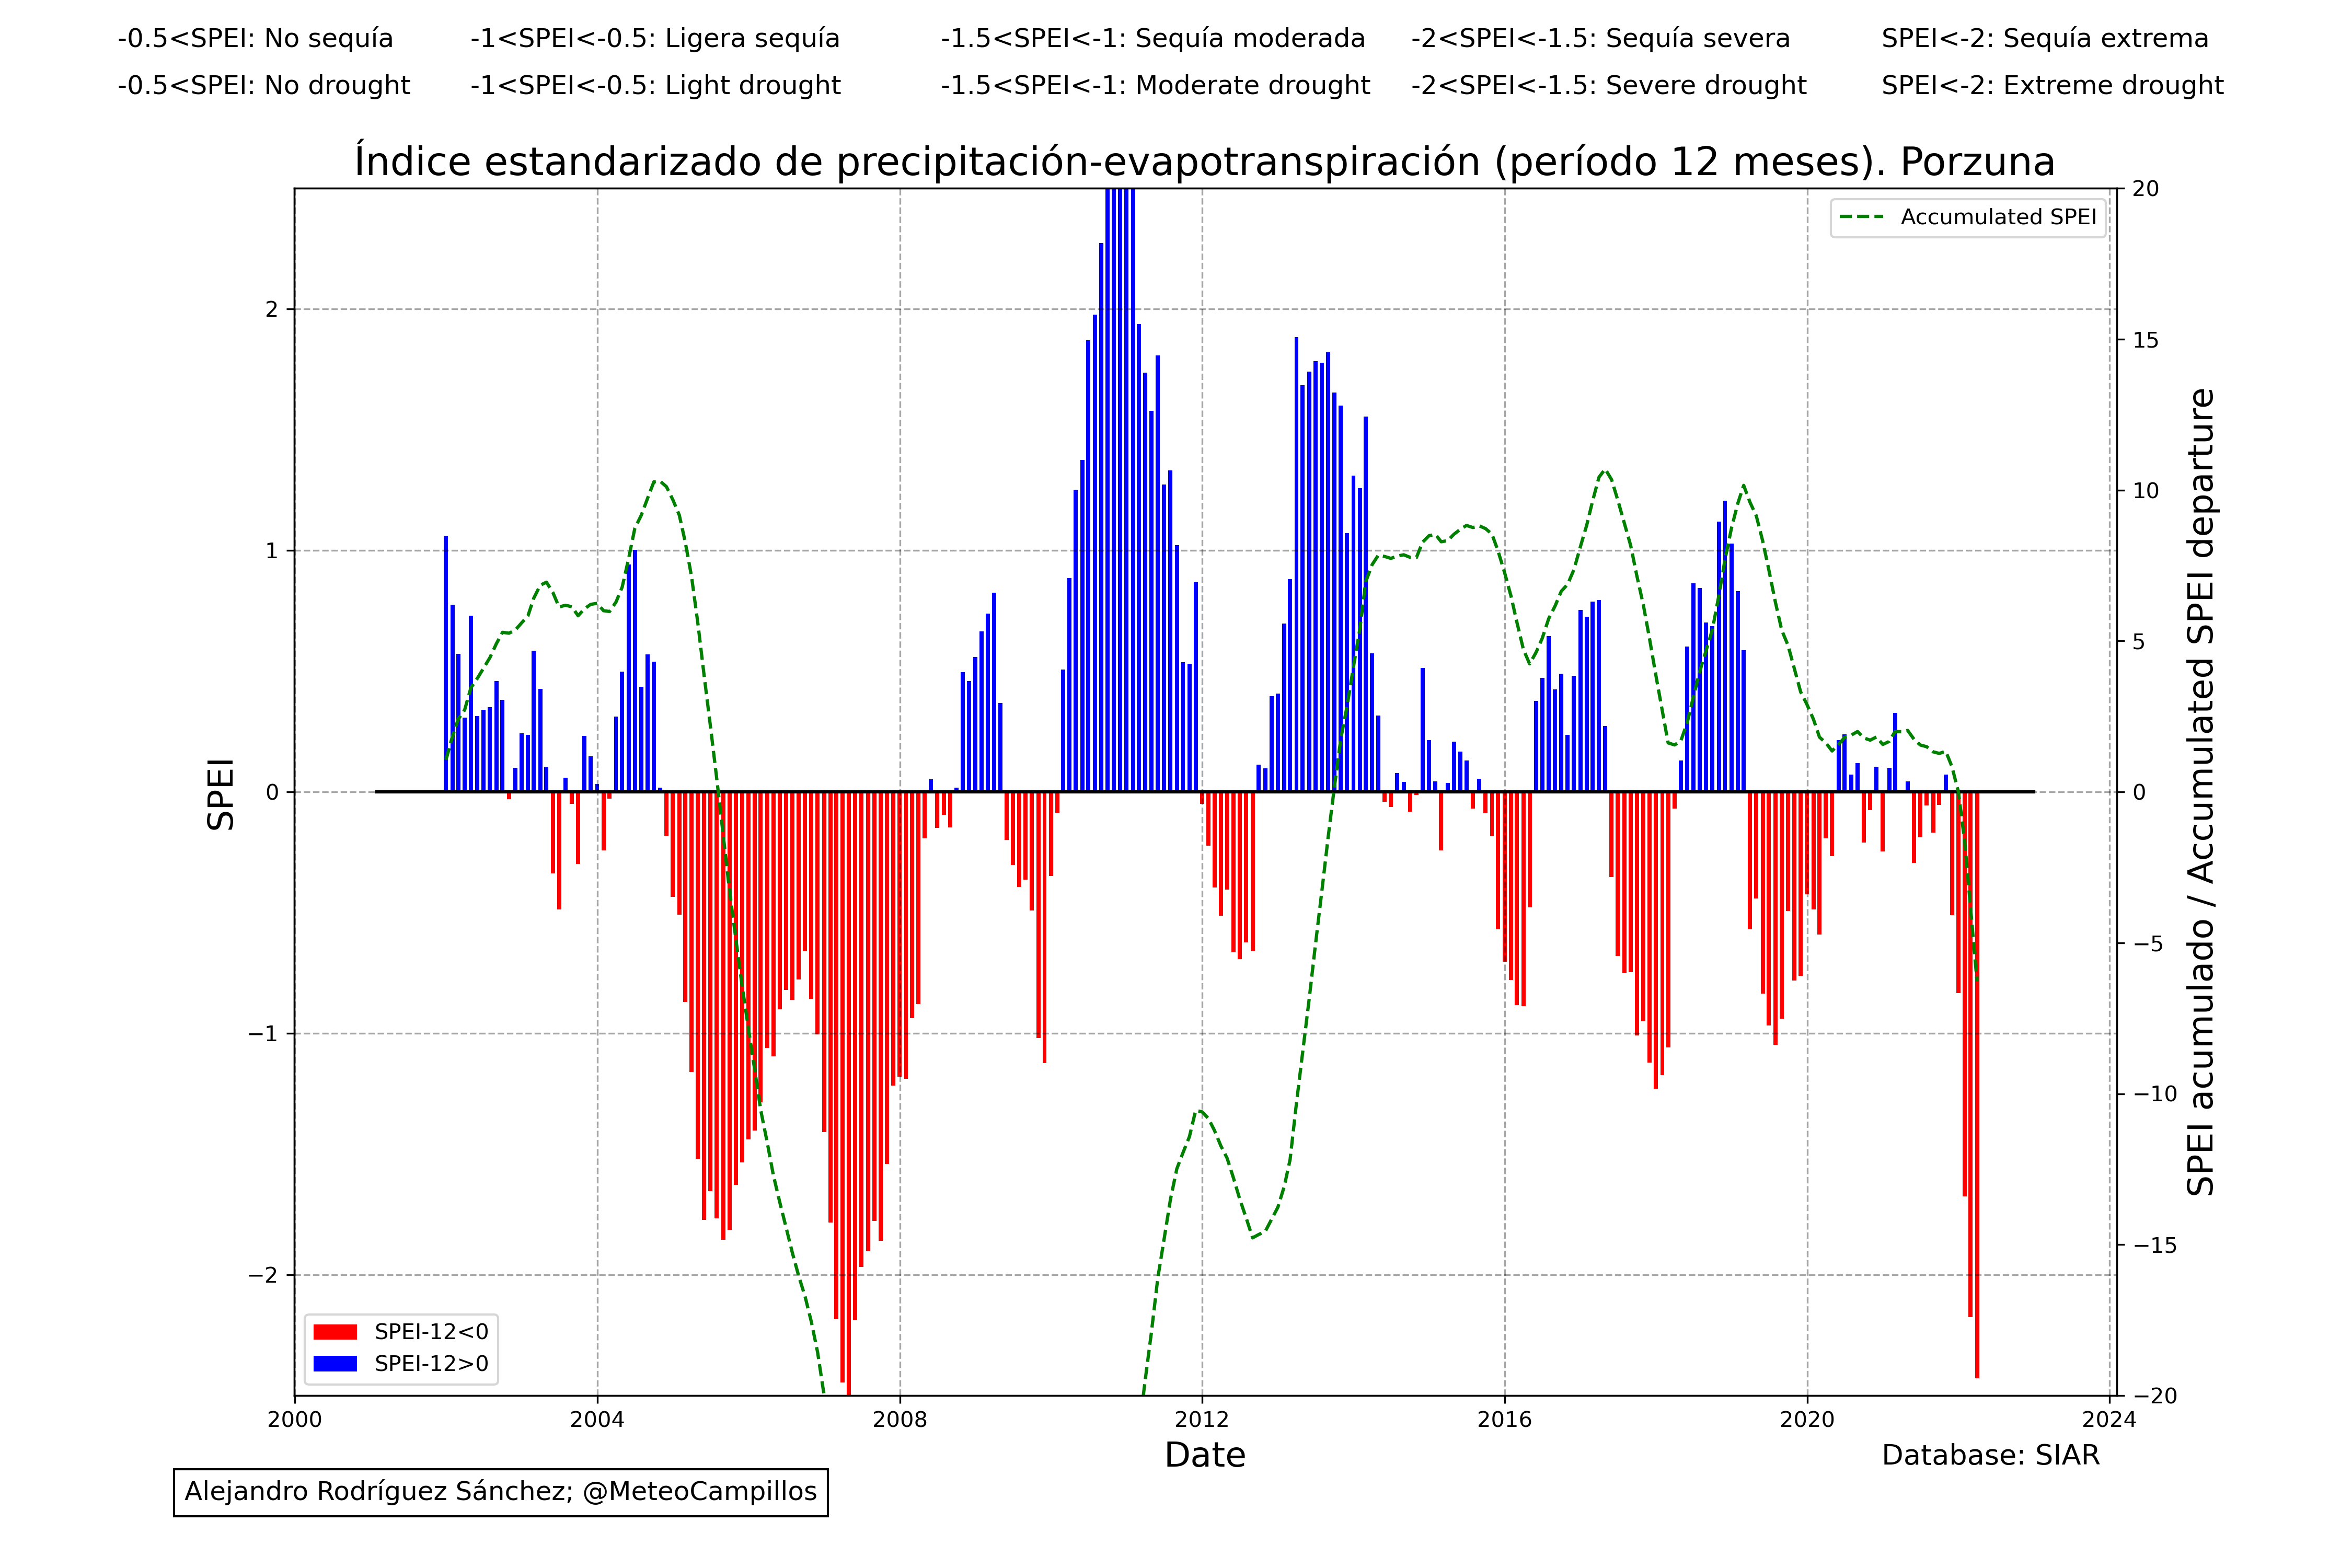 -0.5<SPEI: No sequía -1<SPEI<-0.5: Ligera sequía -1.5<SPEI<-1: Sequía moderada -2<SPEI<-1.5: Sequía severa SPEI<-2: Sequía extrema
-0.5<SPEI: No drought -1<SPEI<-0.5: Light drought -1.5<SPEI<-1: Moderate drought -2<SPEI<-1.5: Severe drought SPEI<-2: Extreme drought
Índice estandarizado de precipitación-evapotranspiración (período 12 meses). Porzuna
Accumulated SPEI
SPEI
2
1
0
−1
−2
20
15
10
5
0
−5
−10
−15
−20
SPEI acumulado / Accumulated SPEI departure
SPEI-12<0
SPEI-12>0
2000 2004 2008 2012 2016 2020 2024
Date
Database: SIAR
Alejandro Rodríguez Sánchez; @MeteoCampillos